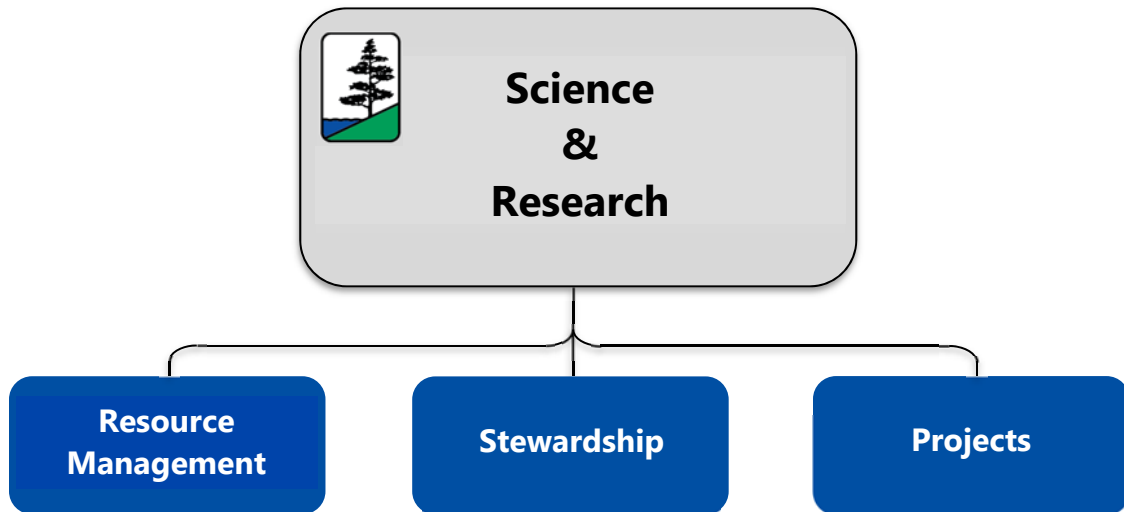 Science
&
Research
Resource
Management
Stewardship
Projects